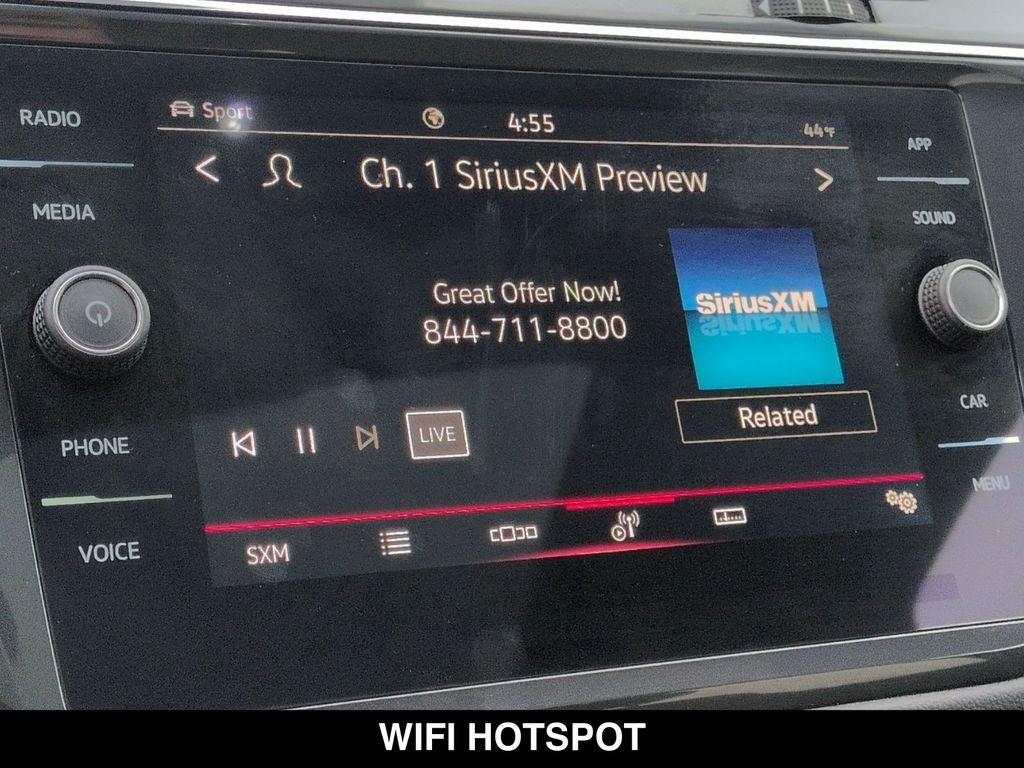 RADIO
MEDIA
PHONE
VOICE
Sport
4:55
44°F
< Ch. 1 SiriusXM Preview >
Great Offer Now!
844-711-8800
SiriusXM
Related
LIVE
SXM
APP
SOUND
CAR
MENU
WIFI HOTSPOT